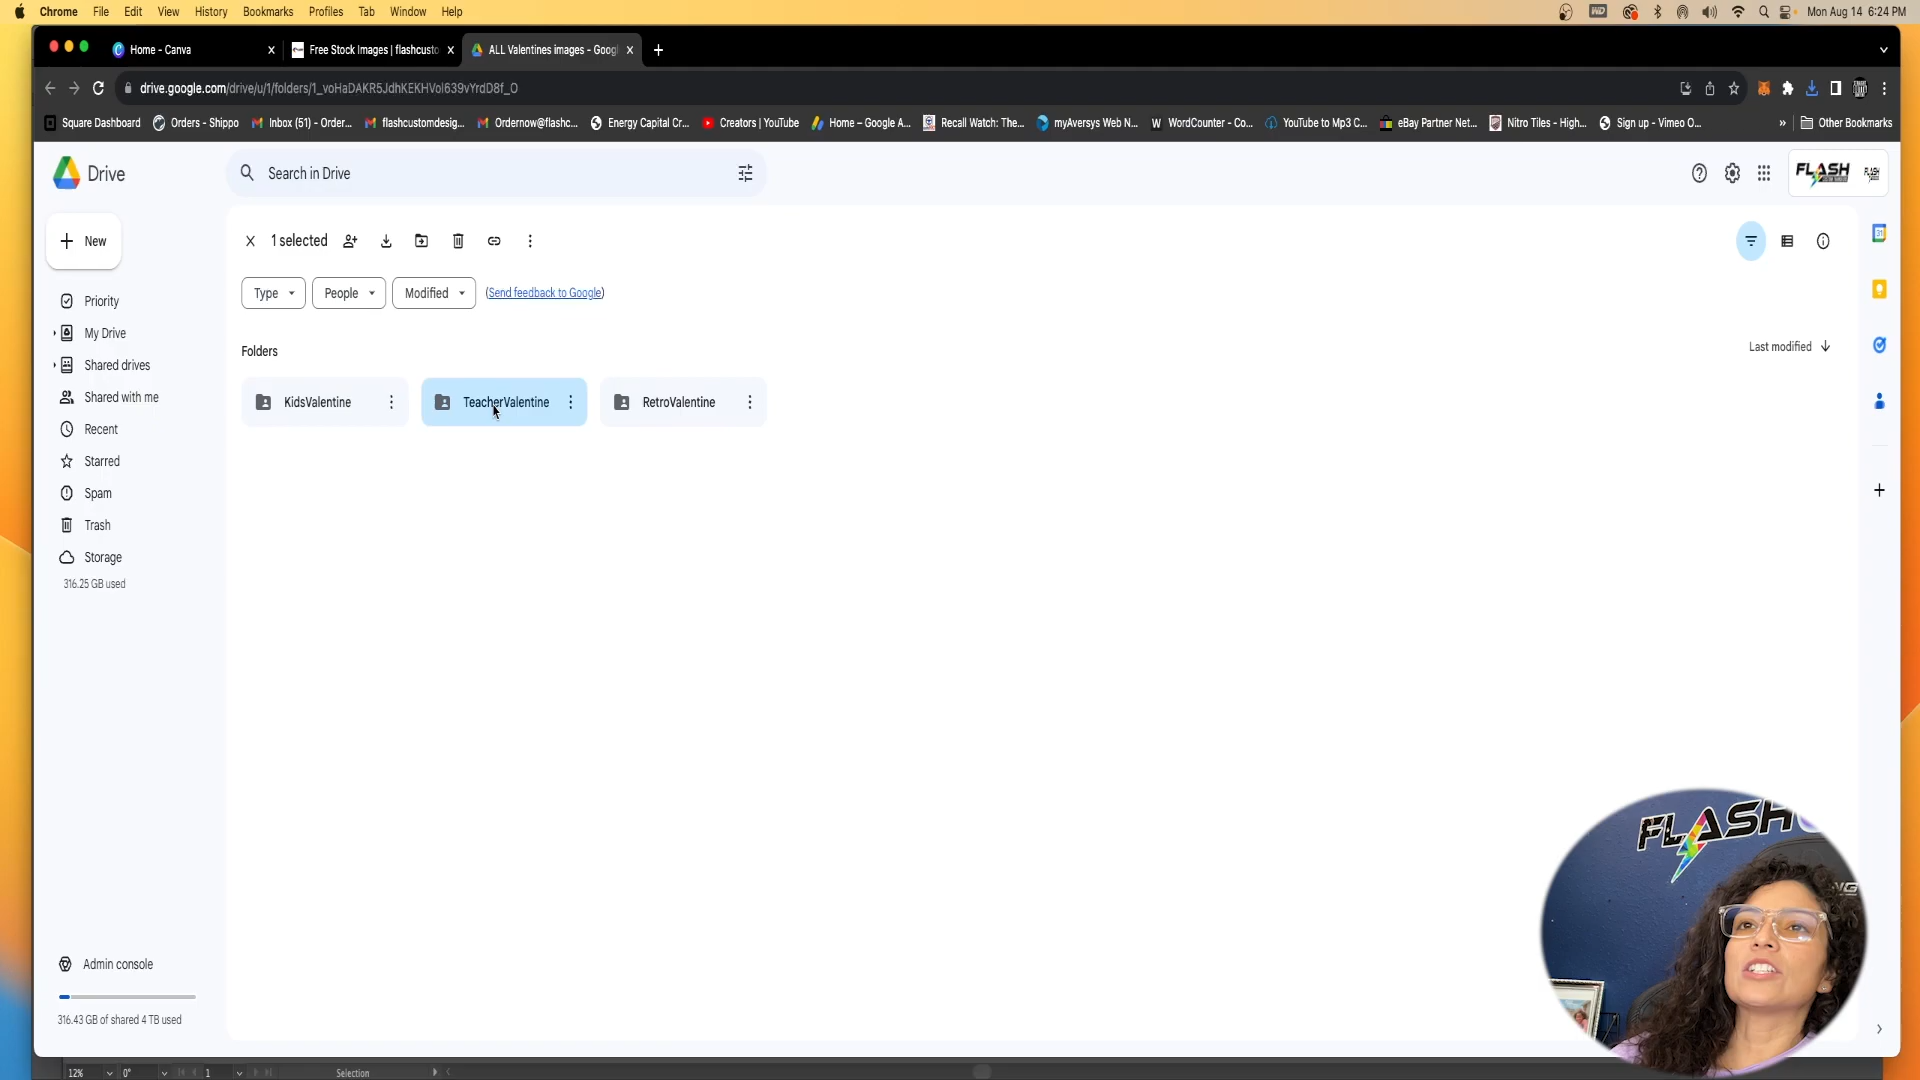 Chrome File Edit View History Bookmarks Profiles Tab Window Help Mon Aug 14 6:24 PM
Home - Canva Free Stock Images | flashcusto ALL Valentines images - Goog
drive.google.com/drive/u/1/folders/1_voHaDAKR5JdhKEKHVol639vYrdD8f_O
Square Dashboard Orders - Shippo Inbox (51) - Order... flashcustomdesig... Ordernow@flashc... Energy Capital Cr... Creators | YouTube Home – Google A... Recall Watch: The... myAversys Web N... WordCounter - Co... YouTube to Mp3 C... eBay Partner Net... Nitro Tiles - High... Sign up - Vimeo O... » Other Bookmarks
Drive
Search in Drive
FLASH
New
1 selected
Type People Modified (Send feedback to Google)
Priority
My Drive
Shared drives
Shared with me
Recent
Starred
Spam
Trash
Storage
316.25 GB used
Folders
Last modified
KidsValentine TeacherValentine RetroValentine
Admin console
316.43 GB of shared 4 TB used
FLASH
12% 0° 1 Selection